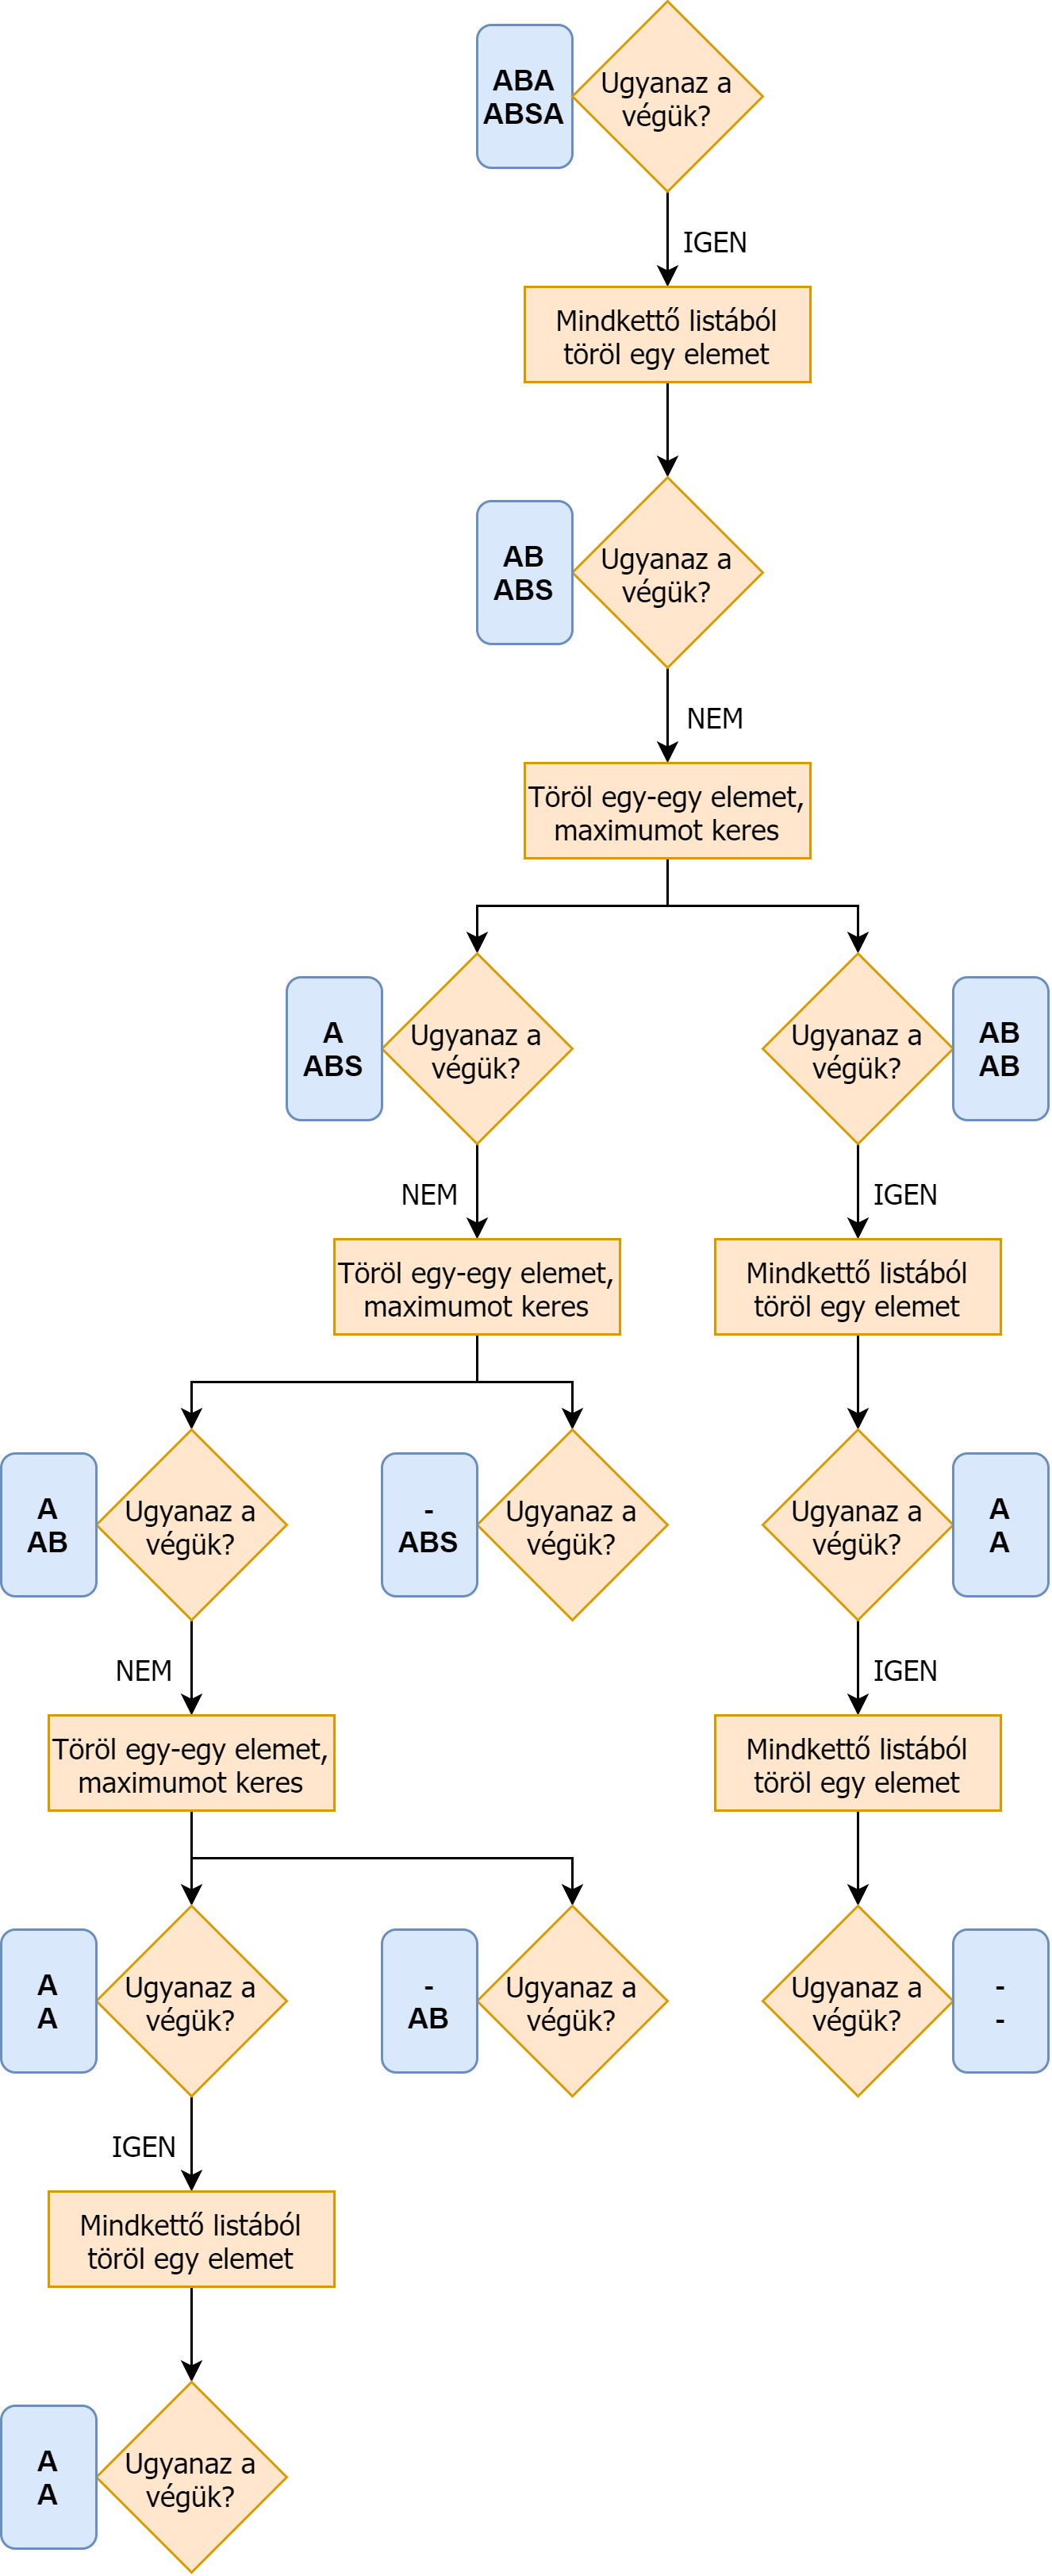 ABA
ABSA
Ugyanaz a
végük?
IGEN
Mindkettő listából
töröl egy elemet
AB
ABS
Ugyanaz a
végük?
NEM
Töröl egy-egy elemet,
maximumot keres
A
ABS
Ugyanaz a
végük?
Ugyanaz a
végük?
AB
AB
NEM
IGEN
Töröl egy-egy elemet,
maximumot keres
Mindkettő listából
töröl egy elemet
A
AB
Ugyanaz a
végük?
-
ABS
Ugyanaz a
végük?
Ugyanaz a
végük?
A
A
NEM
IGEN
Töröl egy-egy elemet,
maximumot keres
Mindkettő listából
töröl egy elemet
A
A
Ugyanaz a
végük?
-
AB
Ugyanaz a
végük?
Ugyanaz a
végük?
-
-
IGEN
Mindkettő listából
töröl egy elemet
A
A
Ugyanaz a
végük?